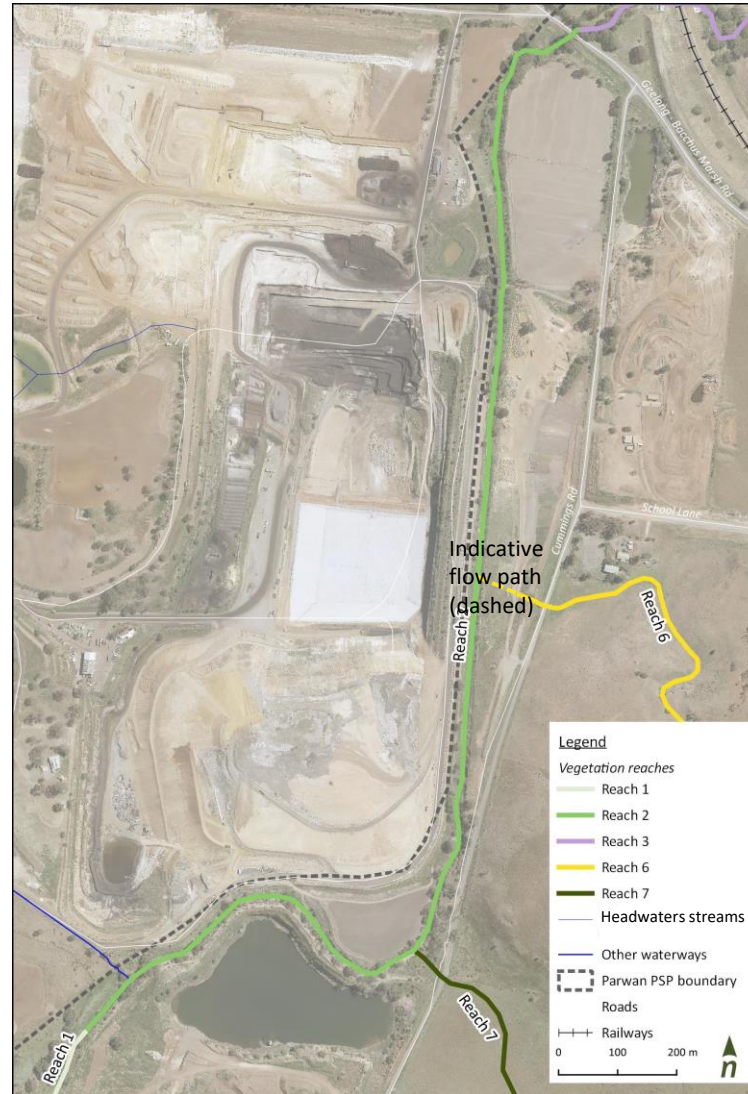 Geelong - Bacchus Marsh Rd
School Lane
Cummings Rd
Indicative
flow path
(dashed)
Reach 2
Reach 6
Reach 7
Reach 1
Legend
Vegetation reaches
Reach 1
Reach 2
Reach 3
Reach 6
Reach 7
Headwaters streams
Other waterways
Parwan PSP boundary
Roads
Railways
0 100 200 m
n